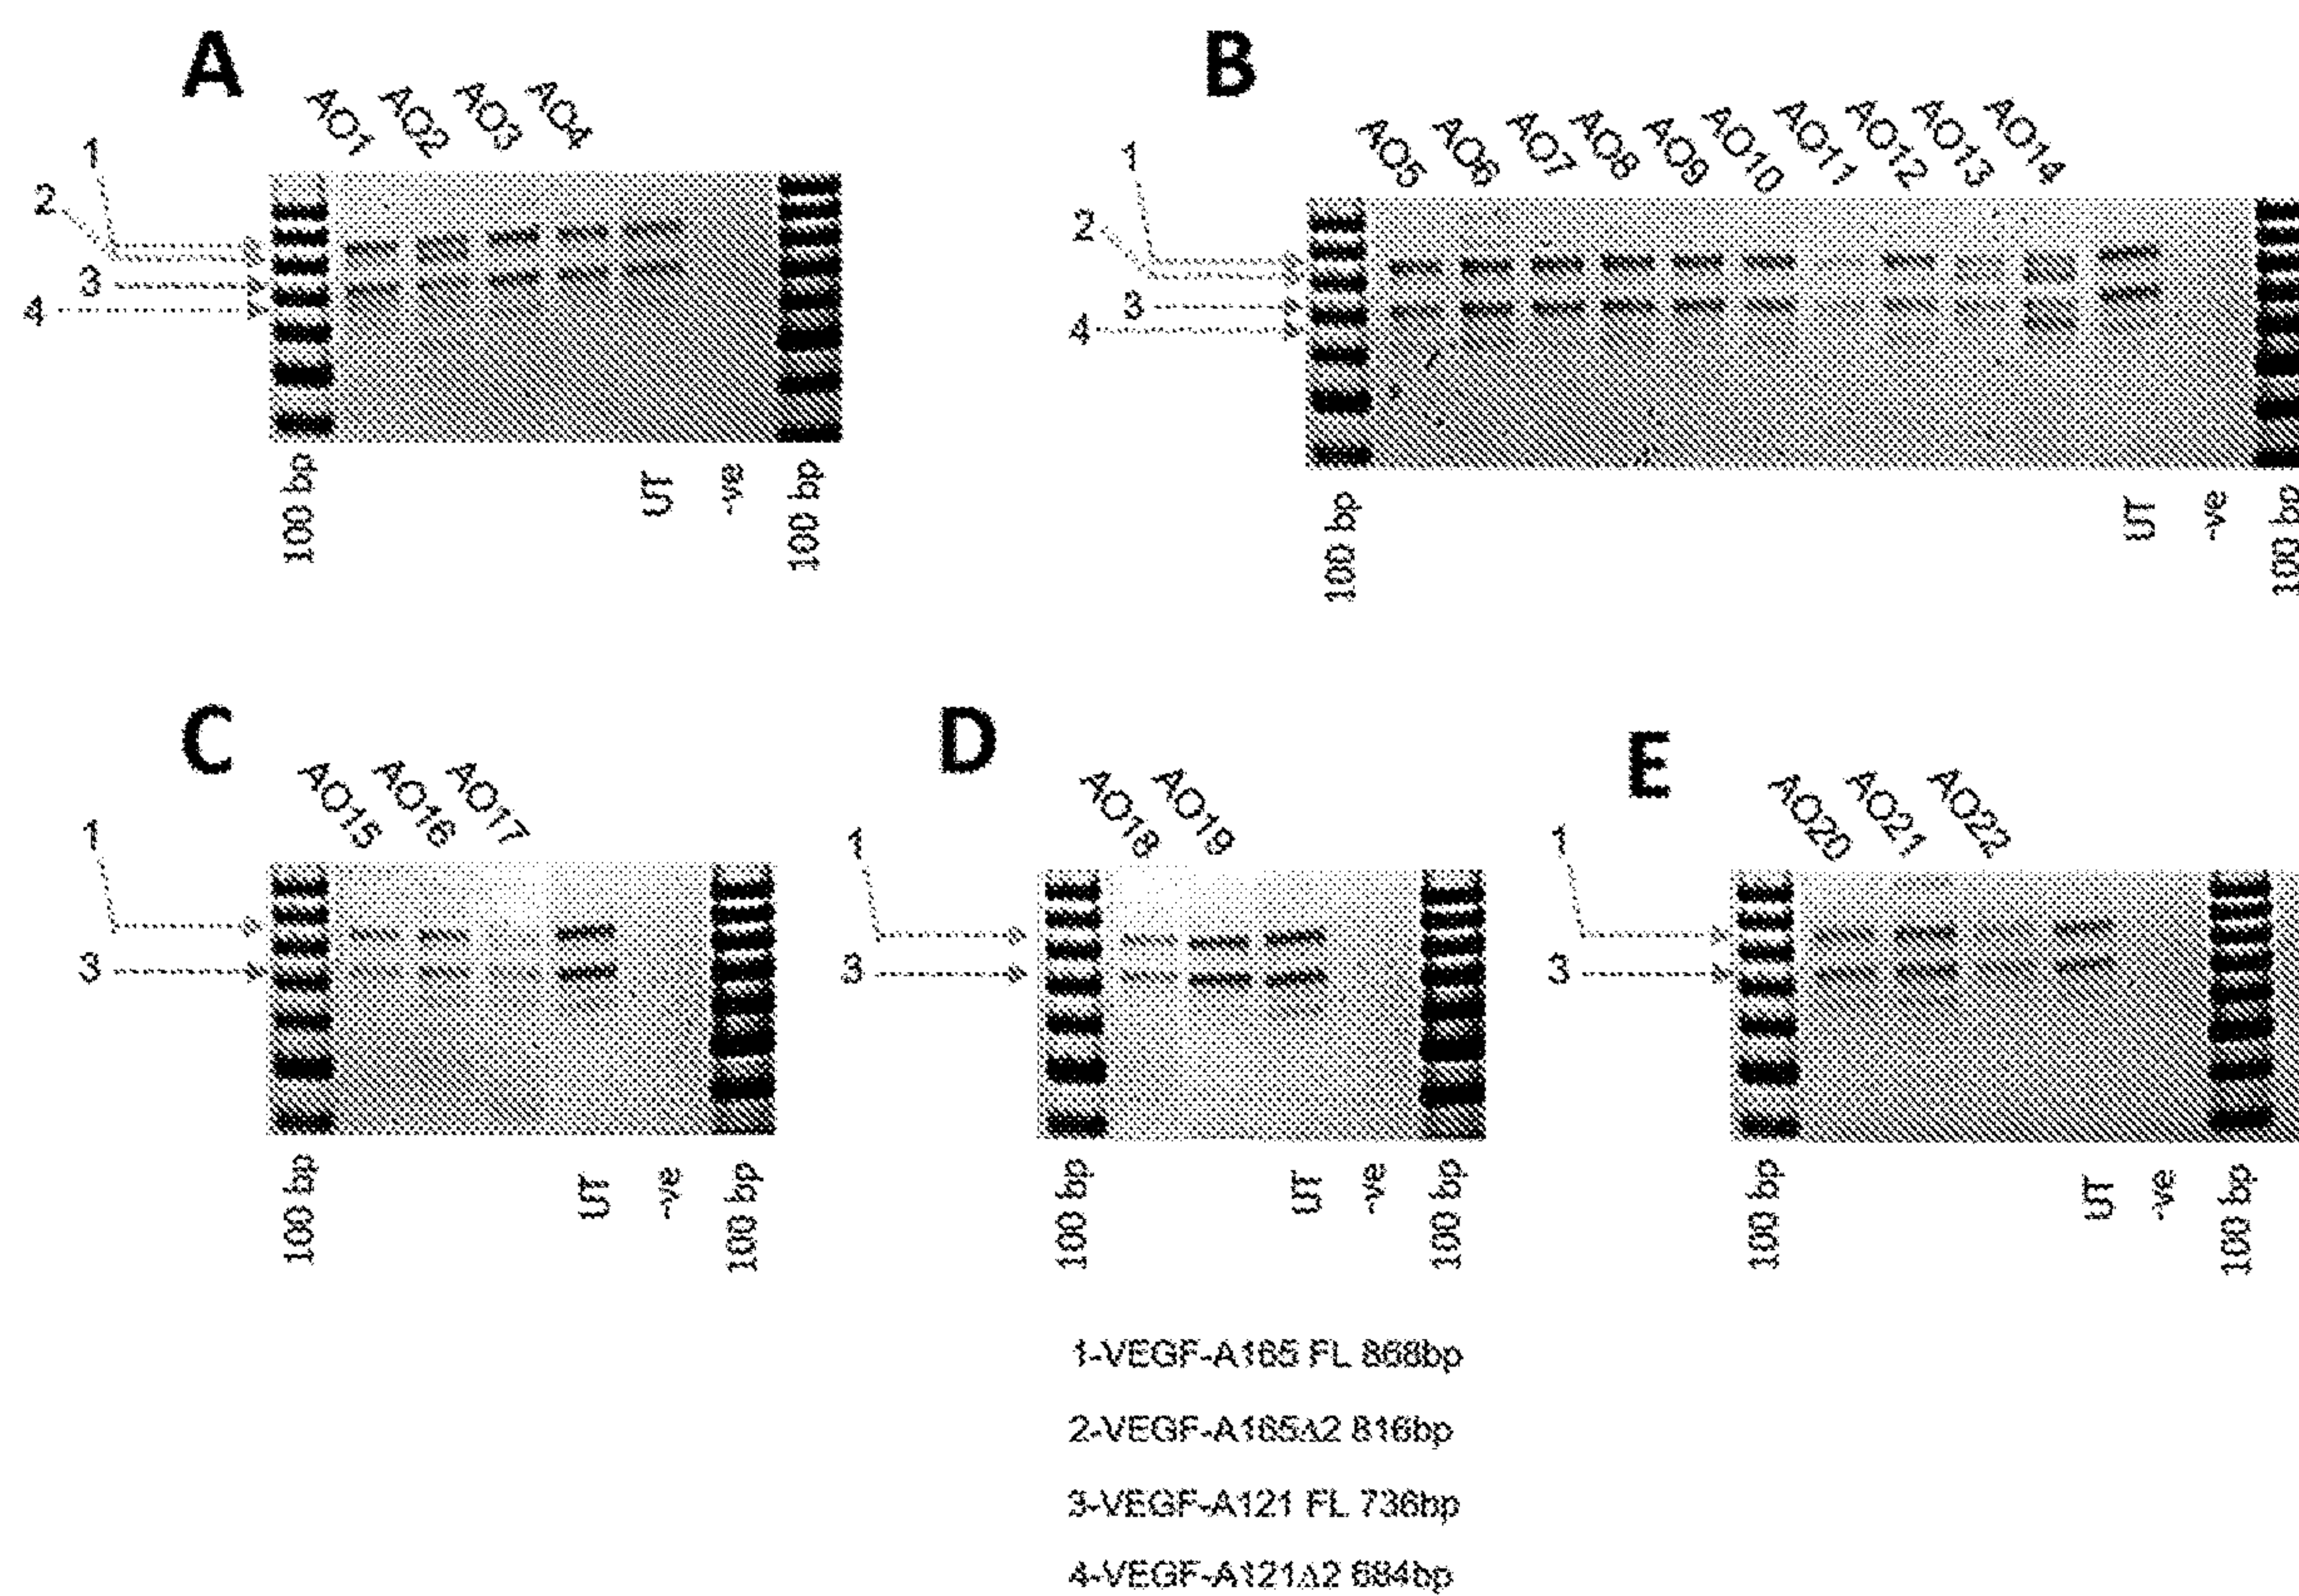 A
AO1 AO2 AO3 AO4
1
2
3
4
100 bp UT -ve 100 bp
B
AO5 AO6 AO7 AO8 AO9 AO10 AO11 AO12 AO13 AO14
1
2
3
4
100 bp UT -ve 100 bp
C
AO15 AO16 AO17
1
3
100 bp UT -ve 100 bp
D
AO18 AO19
1
3
100 bp UT -ve 100 bp
E
AO20 AO21 AO22
1
3
100 bp UT -ve 100 bp
1-VEGF-A165 FL 868bp
2-VEGF-A165Δ2 816bp
3-VEGF-A121 FL 736bp
4-VEGF-A121Δ2 684bp